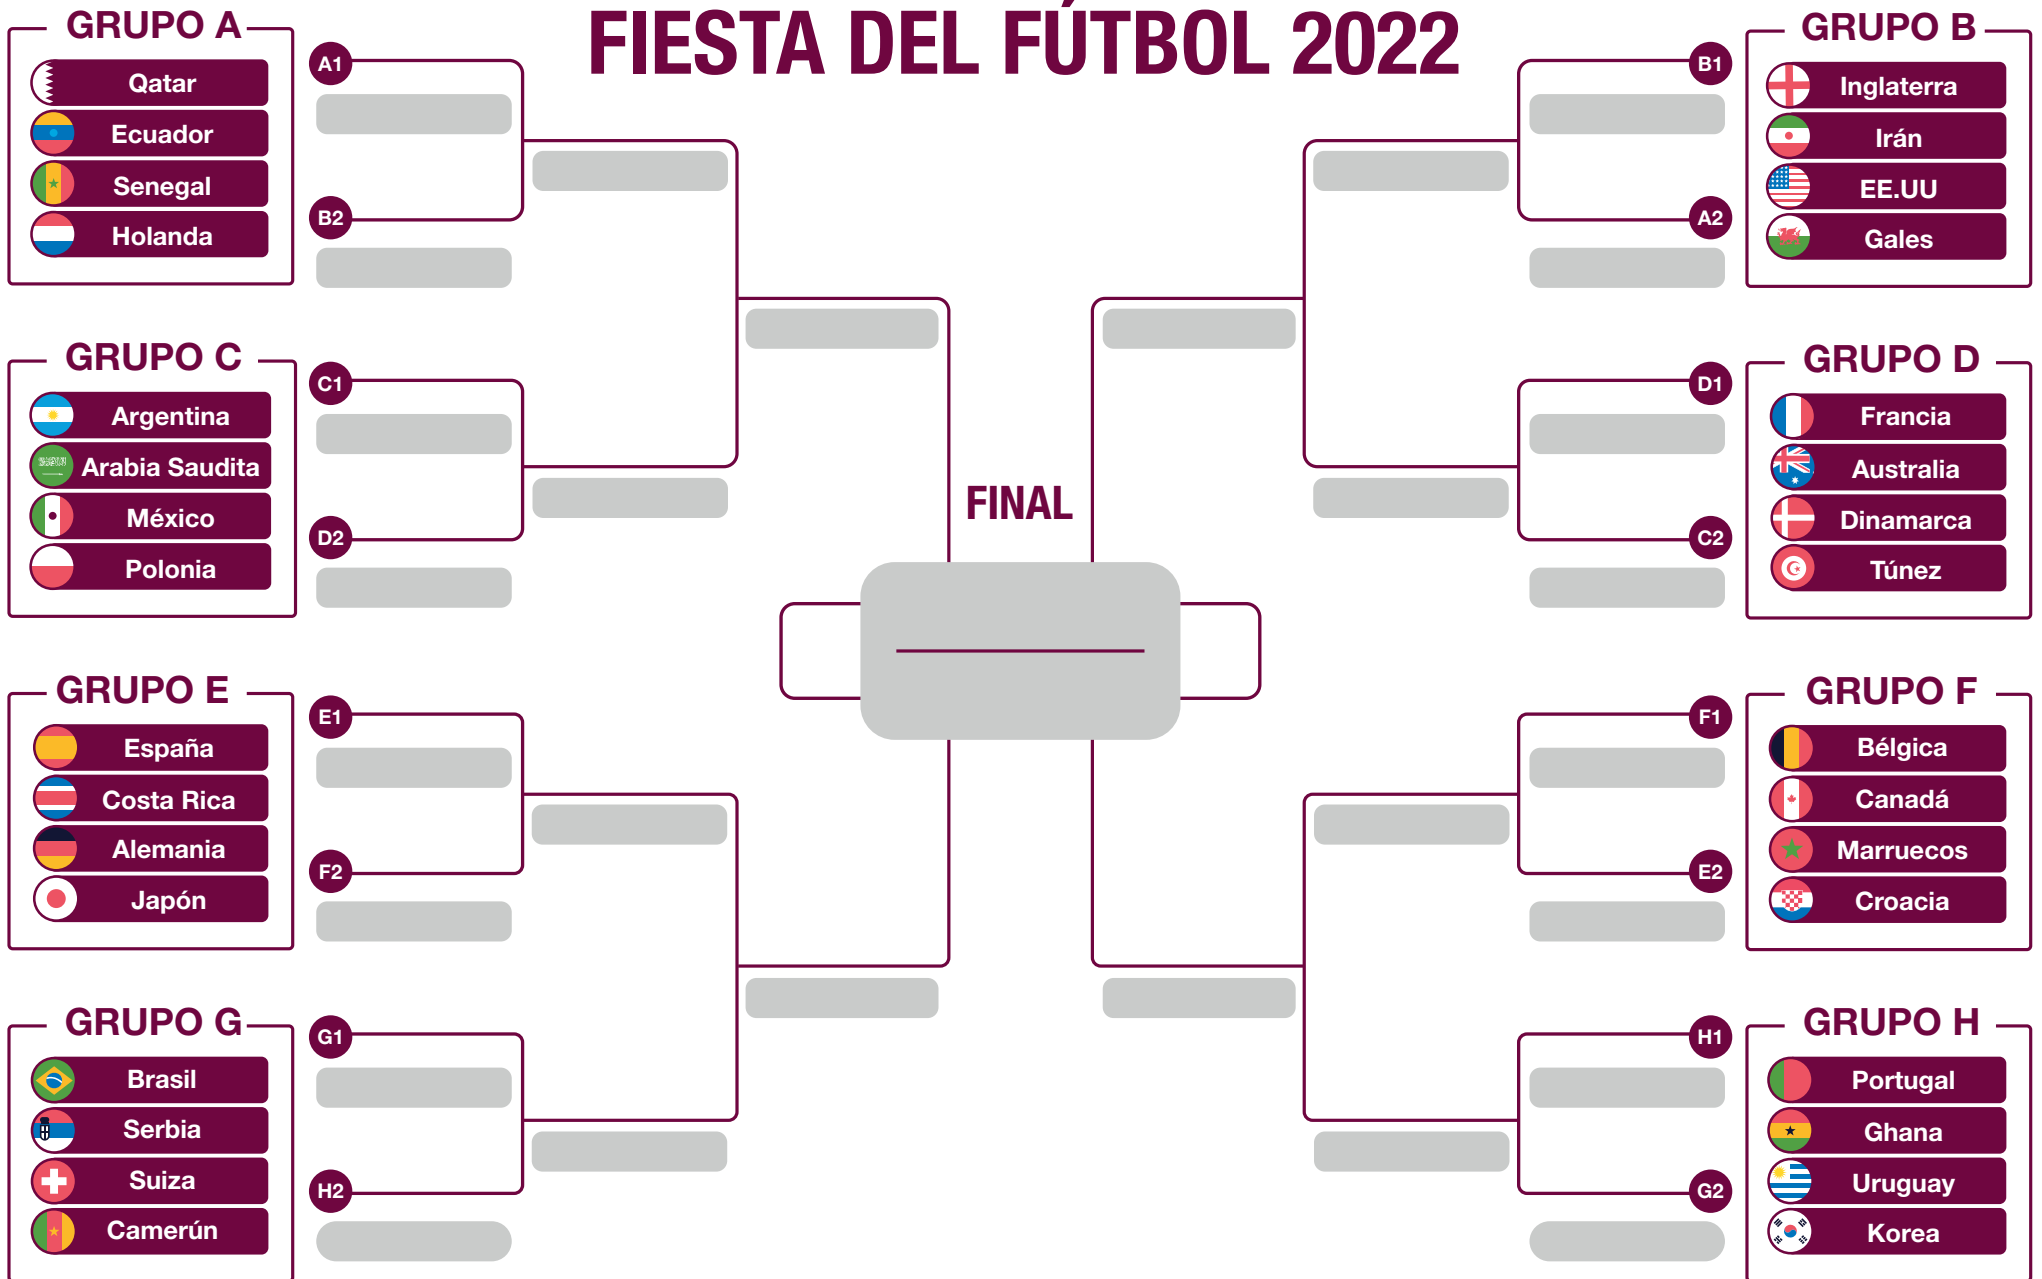 FIESTA DEL FÚTBOL 2022
GRUPO A
Qatar
Ecuador
Senegal
Holanda
A1
B2
GRUPO C
Argentina
Arabia Saudita
México
Polonia
C1
D2
GRUPO E
España
Costa Rica
Alemania
Japón
E1
F2
GRUPO G
Brasil
Serbia
Suiza
Camerún
G1
H2
FINAL
B1
A2
GRUPO B
Inglaterra
Irán
EE.UU
Gales
D1
C2
GRUPO D
Francia
Australia
Dinamarca
Túnez
F1
E2
GRUPO F
Bélgica
Canadá
Marruecos
Croacia
H1
G2
GRUPO H
Portugal
Ghana
Uruguay
Korea